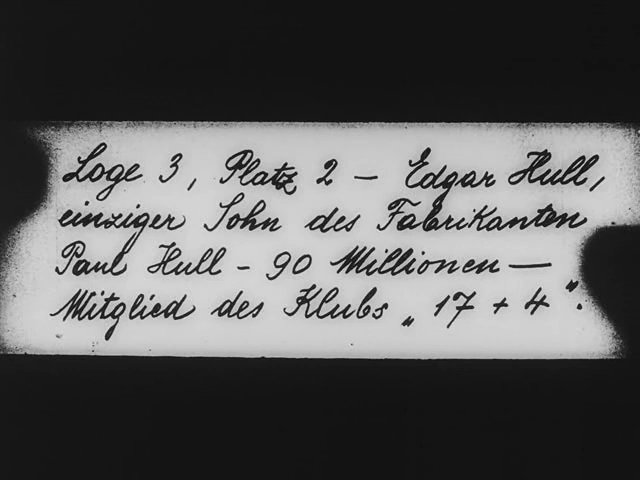 Loge 3, Platz 2 – Edgar Hull,
einziger Sohn des Fabrikanten
Paul Hull – 90 Millionen –
Mitglied des Klubs „17 + 4".